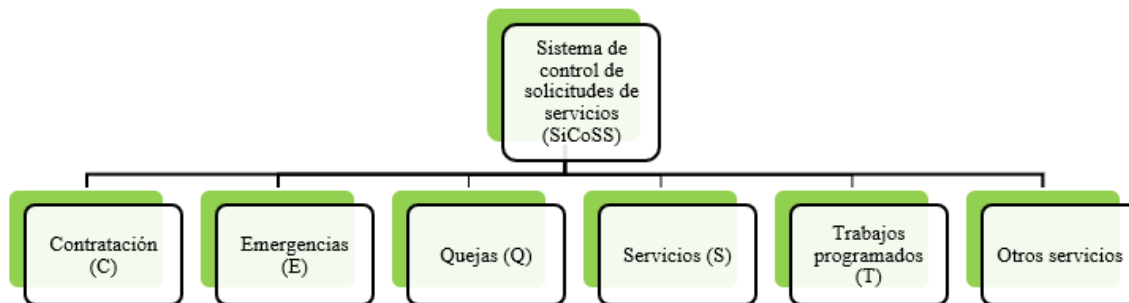 Sistema de
control de
solicitudes de
servicios
(SiCoSS)
Contratación
(C)
Emergencias
(E)
Quejas (Q)
Servicios (S)
Trabajos
programados
(T)
Otros servicios